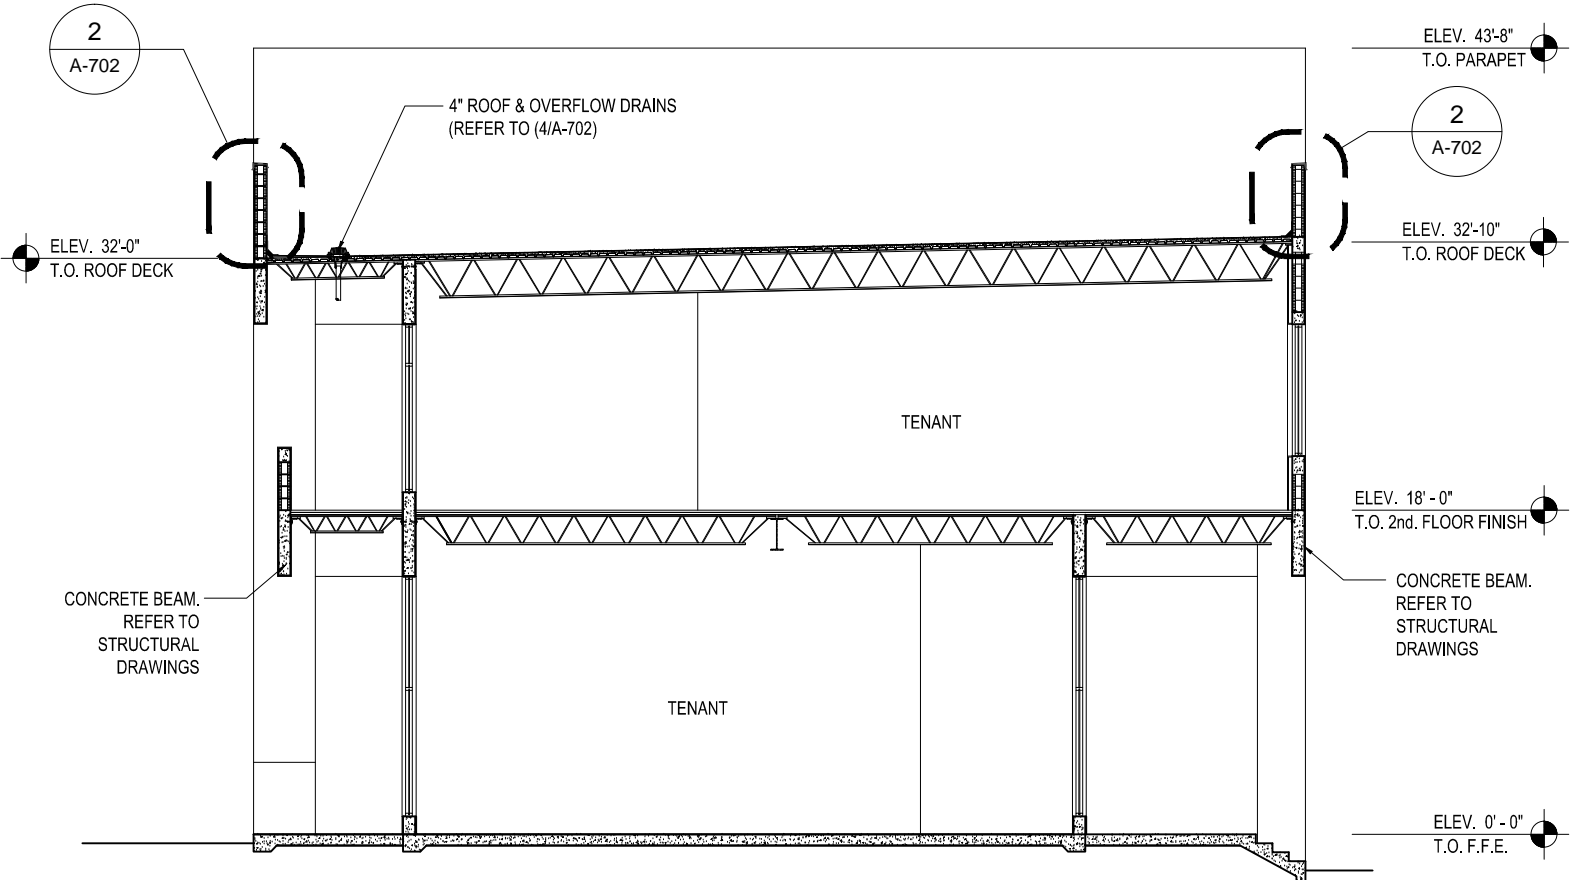 2
A-702
ELEV. 43'-8"
T.O. PARAPET
4" ROOF & OVERFLOW DRAINS
(REFER TO (4/A-702)
2
A-702
ELEV. 32'-0"
T.O. ROOF DECK
ELEV. 32'-10"
T.O. ROOF DECK
TENANT
ELEV. 18' - 0"
T.O. 2nd. FLOOR FINISH
CONCRETE BEAM.
REFER TO
STRUCTURAL
DRAWINGS
CONCRETE BEAM.
REFER TO
STRUCTURAL
DRAWINGS
TENANT
ELEV. 0' - 0"
T.O. F.F.E.